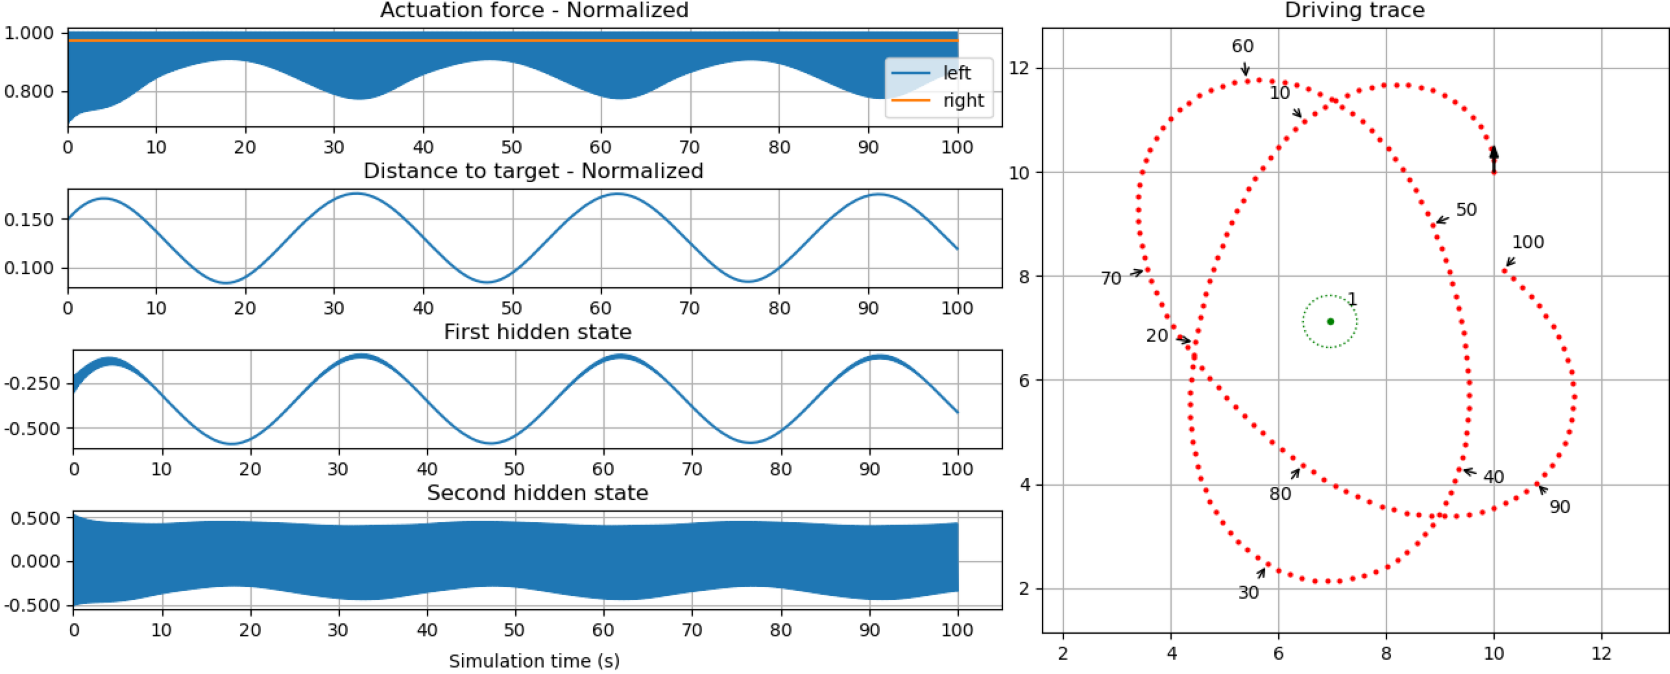 Actuation force - Normalized
1.000
0.800
left
right
0 10 20 30 40 50 60 70 80 90 100
Distance to target - Normalized
0.150
0.100
0 10 20 30 40 50 60 70 80 90 100
First hidden state
-0.250
-0.500
0 10 20 30 40 50 60 70 80 90 100
Second hidden state
0.500
0.000
-0.500
0 10 20 30 40 50 60 70 80 90 100
Simulation time (s)
Driving trace
12
10
8
6
4
2
2 4 6 8 10 12
60
10
50
100
70
1
20
40
80
90
30